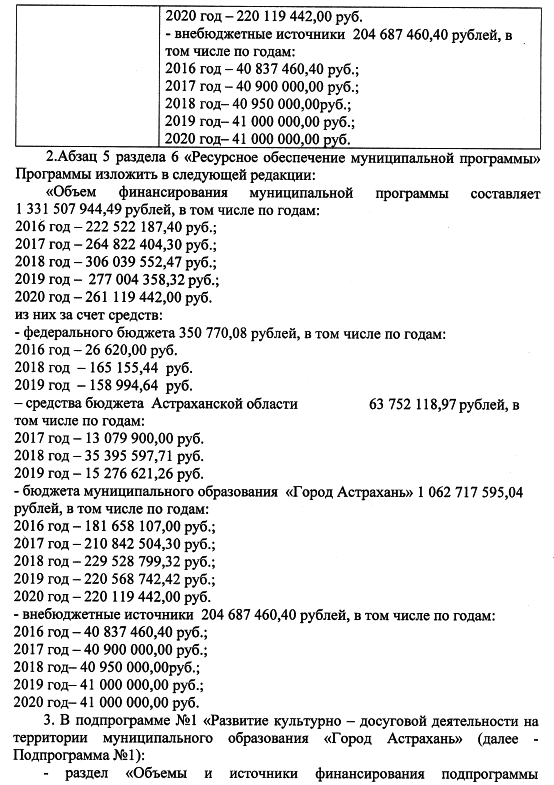 2020 год – 220 119 442,00 руб.
- внебюджетные источники 204 687 460,40 рублей, в
том числе по годам:
2016 год – 40 837 460,40 руб.;
2017 год – 40 900 000,00 руб.;
2018 год– 40 950 000,00руб.;
2019 год– 41 000 000,00 руб.;
2020 год– 41 000 000,00 руб.
2.Абзац 5 раздела 6 «Ресурсное обеспечение муниципальной программы»
Программы изложить в следующей редакции:
«Объем финансирования муниципальной программы составляет
1 331 507 944,49 рублей, в том числе по годам:
2016 год – 222 522 187,40 руб.;
2017 год – 264 822 404,30 руб.;
2018 год – 306 039 552,47 руб.;
2019 год – 277 004 358,32 руб.;
2020 год – 261 119 442,00 руб.
из них за счет средств:
- федерального бюджета 350 770,08 рублей, в том числе по годам:
2016 год – 26 620,00 руб.
2018 год – 165 155,44 руб.
2019 год – 158 994,64 руб.
– средства бюджета Астраханской области 63 752 118,97 рублей, в
том числе по годам:
2017 год – 13 079 900,00 руб.
2018 год – 35 395 597,71 руб.
2019 год – 15 276 621,26 руб.
- бюджета муниципального образования «Город Астрахань» 1 062 717 595,04
рублей, в том числе по годам:
2016 год – 181 658 107,00 руб.;
2017 год – 210 842 504,30 руб.;
2018 год – 229 528 799,32 руб.;
2019 год – 220 568 742,42 руб.;
2020 год – 220 119 442,00 руб.
- внебюджетные источники 204 687 460,40 рублей, в том числе по годам:
2016 год – 40 837 460,40 руб.;
2017 год – 40 900 000,00 руб.;
2018 год– 40 950 000,00руб.;
2019 год– 41 000 000,00 руб.;
2020 год– 41 000 000,00 руб.
3. В подпрограмме №1 «Развитие культурно – досуговой деятельности на
территории муниципального образования «Город Астрахань» (далее -
Подпрограмма №1):
- раздел «Объемы и источники финансирования подпрограммы